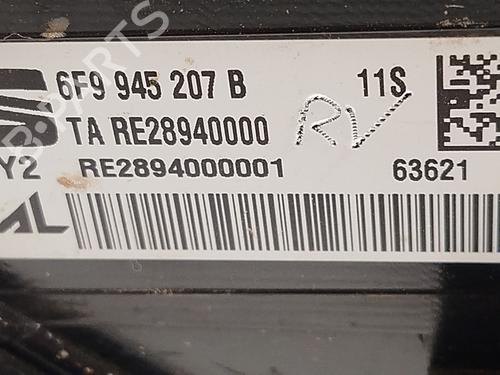 6F9 945 207 B 11S
TA RE28940000 RV
Y2 RE2894000001 63621
AL